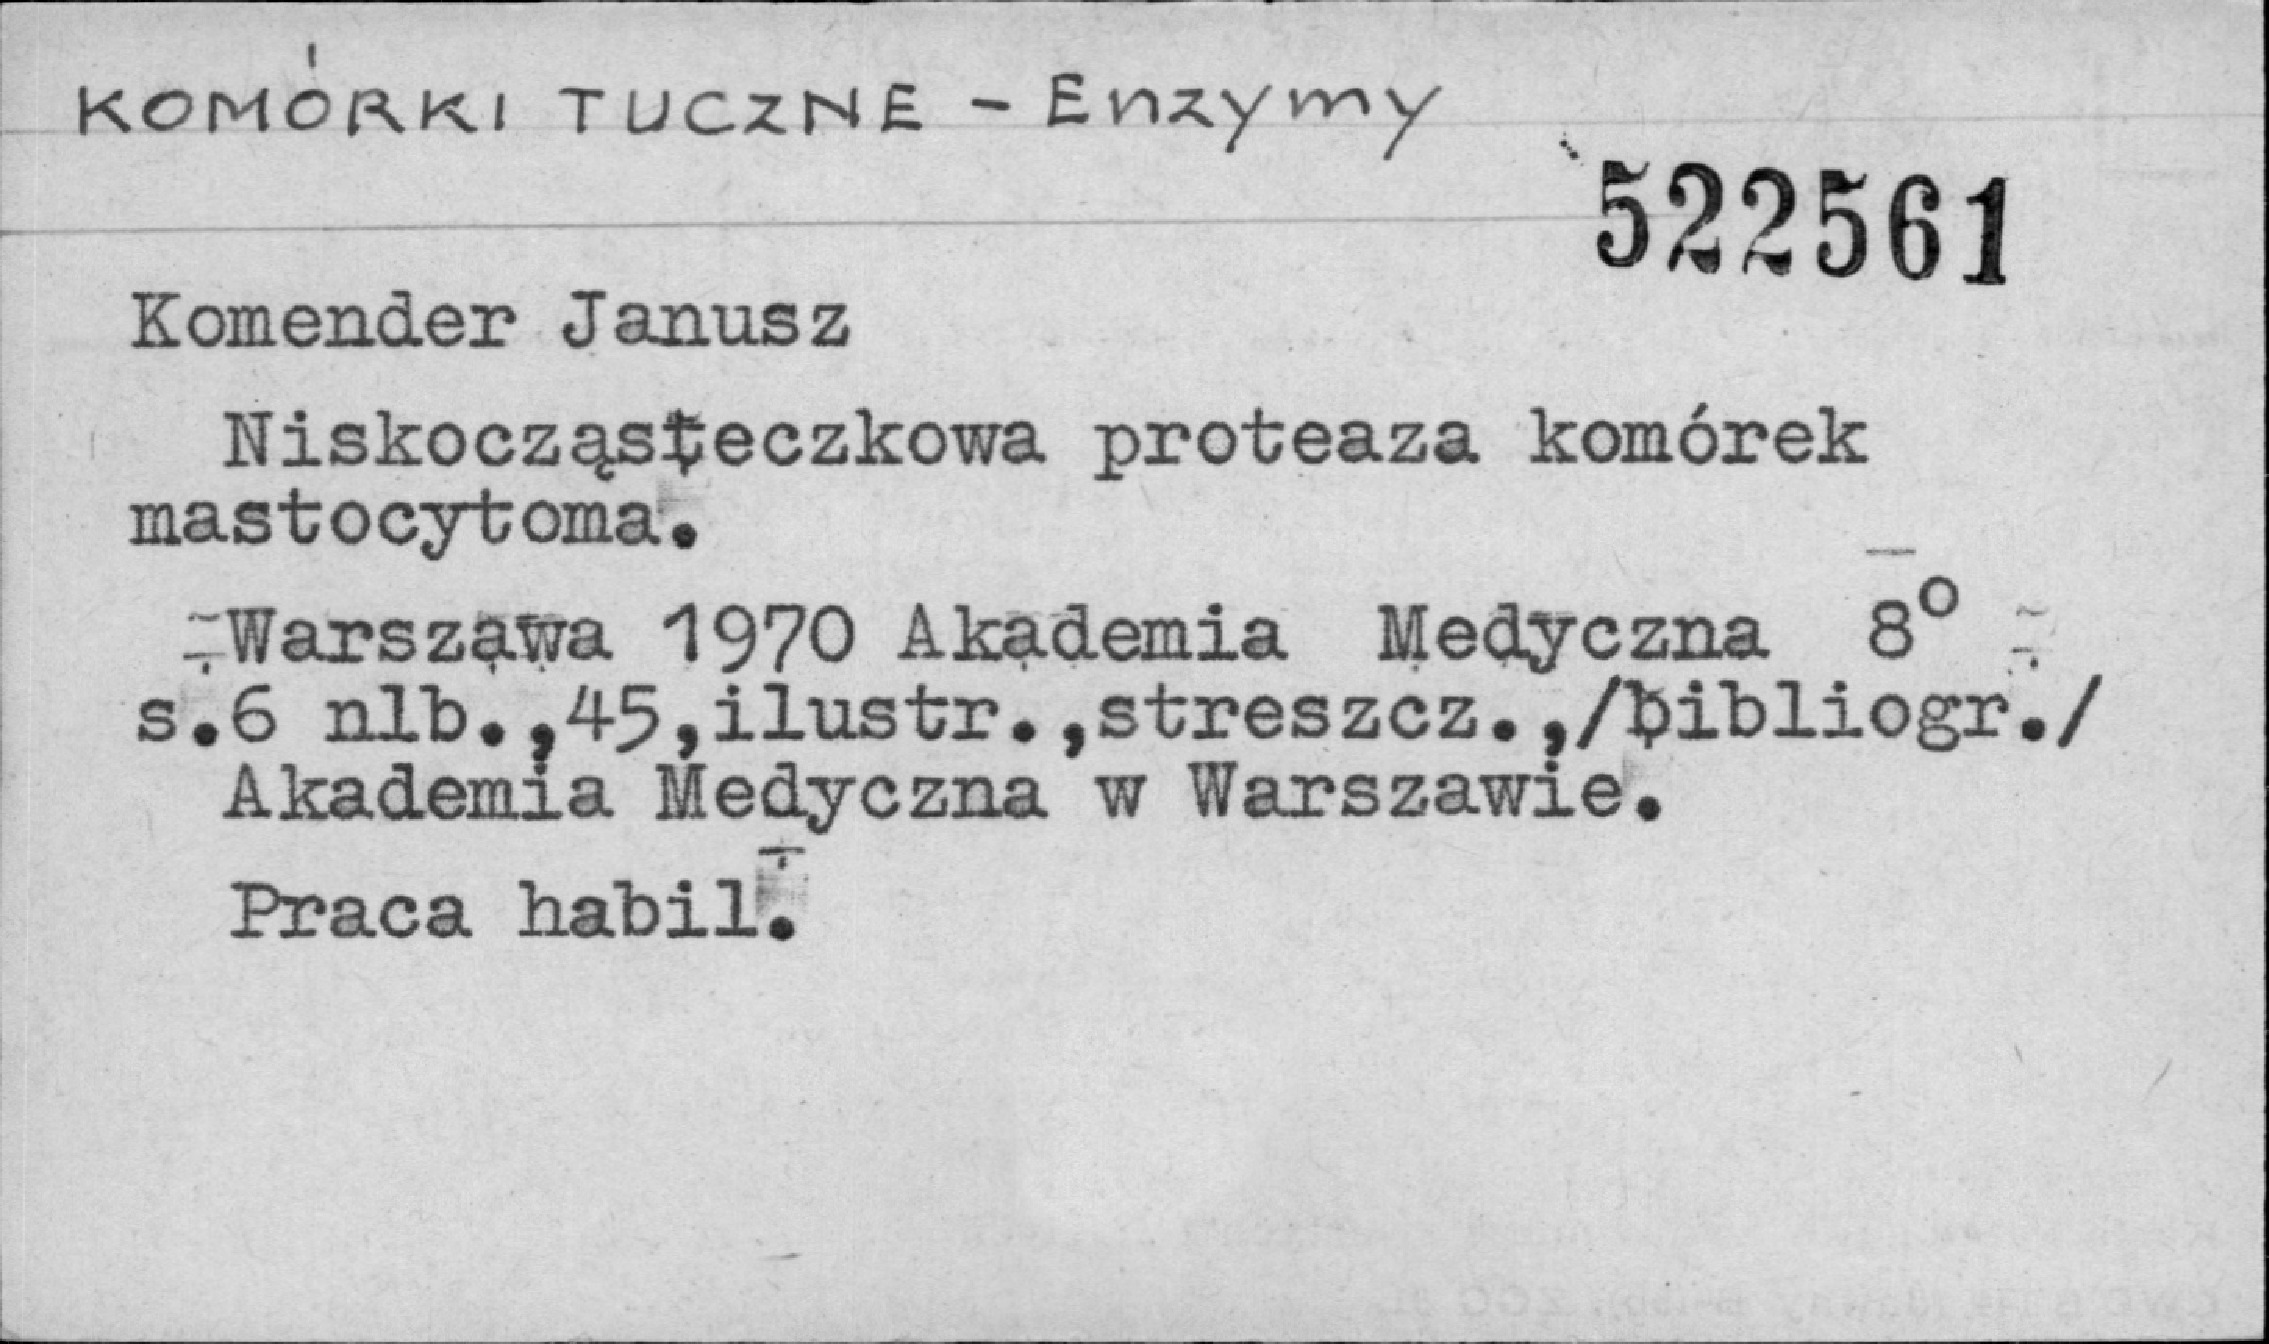 KOMÓRKI TUCZNE - Enzymy
522561
Komender Janusz
Niskocząsteczkowa proteaza komórek
mastocytoma.
Warszawa 1970 Akademia Medyczna 8°
s.6 nlb.,45,ilustr.,streszcz.,/bibliogr./
Akademia Medyczna w Warszawie.
Praca habil.